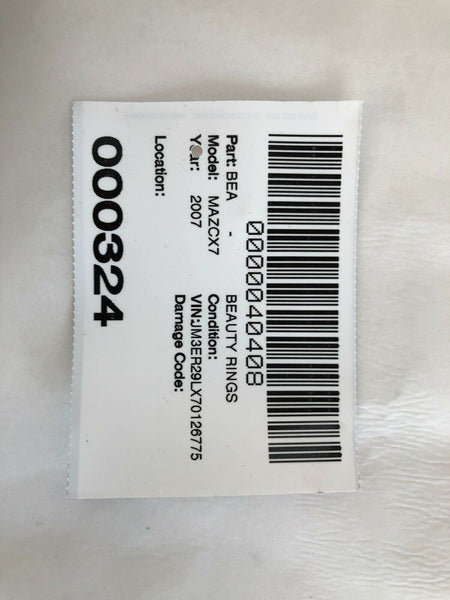 0000040408
Part: BEA - BEAUTY RINGS
Model: MAZCX7 Condition:
Year: 2007 VIN:JM3ER29LX70126775
Damage Code:
Location:
000324